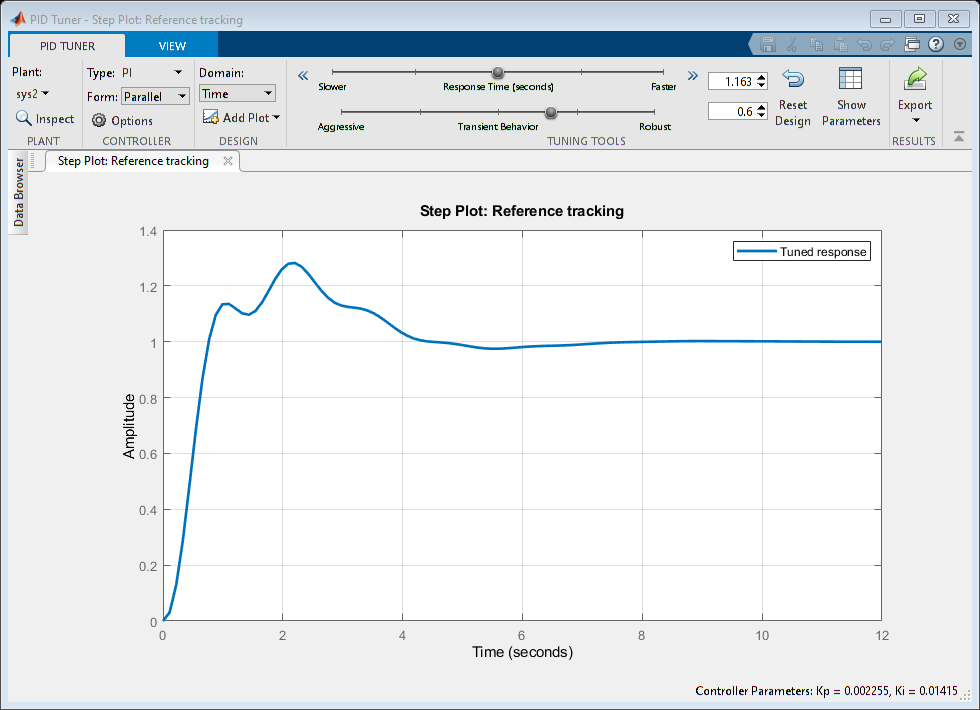 PID Tuner - Step Plot: Reference tracking
PID TUNER
VIEW
Plant:
sys2
Inspect
PLANT
Type: PI
Form: Parallel
Options
CONTROLLER
Domain:
Time
Add Plot
DESIGN
Slower
Response Time (seconds)
Faster
1.163
Aggressive
Transient Behavior
Robust
0.6
TUNING TOOLS
Reset
Design
Show
Parameters
Export
RESULTS
Data Browser
Step Plot: Reference tracking
Step Plot: Reference tracking
Tuned response
1.4
1.2
1
0.8
0.6
0.4
0.2
0
Amplitude
0 2 4 6 8 10 12
Time (seconds)
Controller Parameters: Kp = 0.002255, Ki = 0.01415